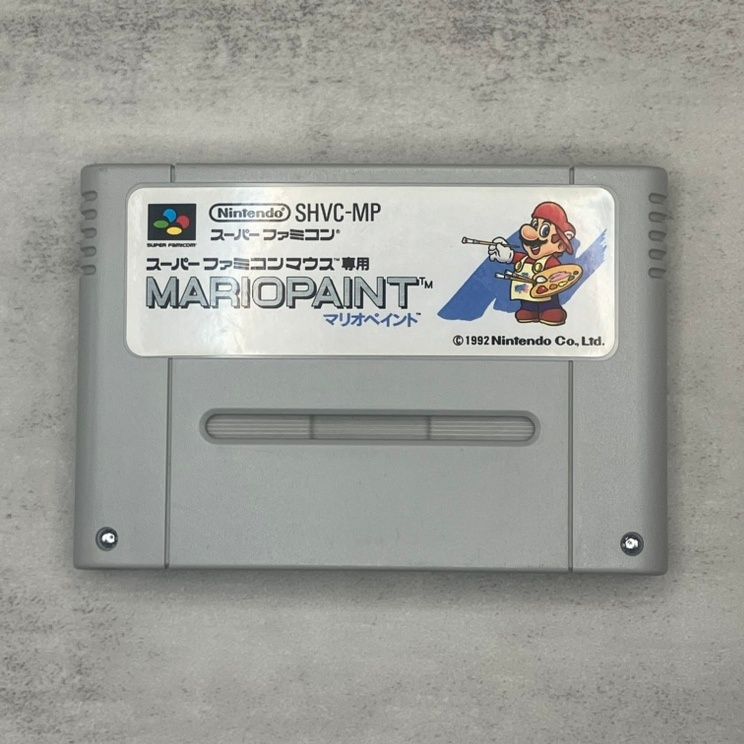 Nintendo SHVC-MP
SUPER FAMICOM
スーパーファミコン®
スーパーファミコンマウス専用
MARIOPAINT™
マリオペイント™
©1992 Nintendo Co., Ltd.